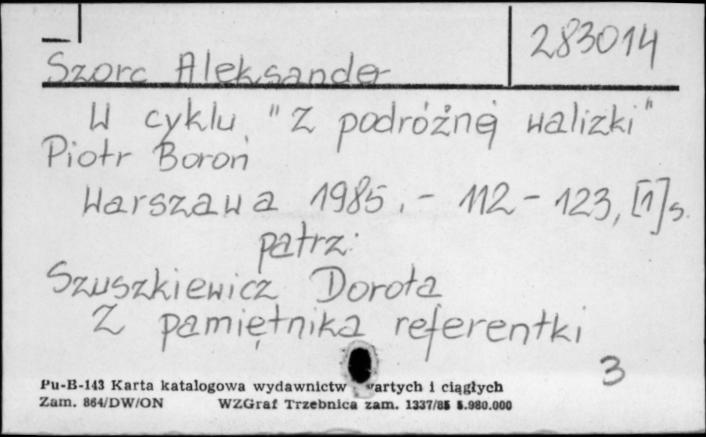 283014
Szorc Aleksander
W cyklu "Z podróżnej walizki"
Piotr Boroń
Warszawa 1985.- 112-123, [1] s.
patrz:
Szuszkiewicz Dorota
Z pamiętnika referentki
3
Pu-B-143 Karta katalogowa wydawnictw wartych i ciągłych
Zam. 864/DW/ON WZGraf Trzebnica zam. 1337/85 5.980.000